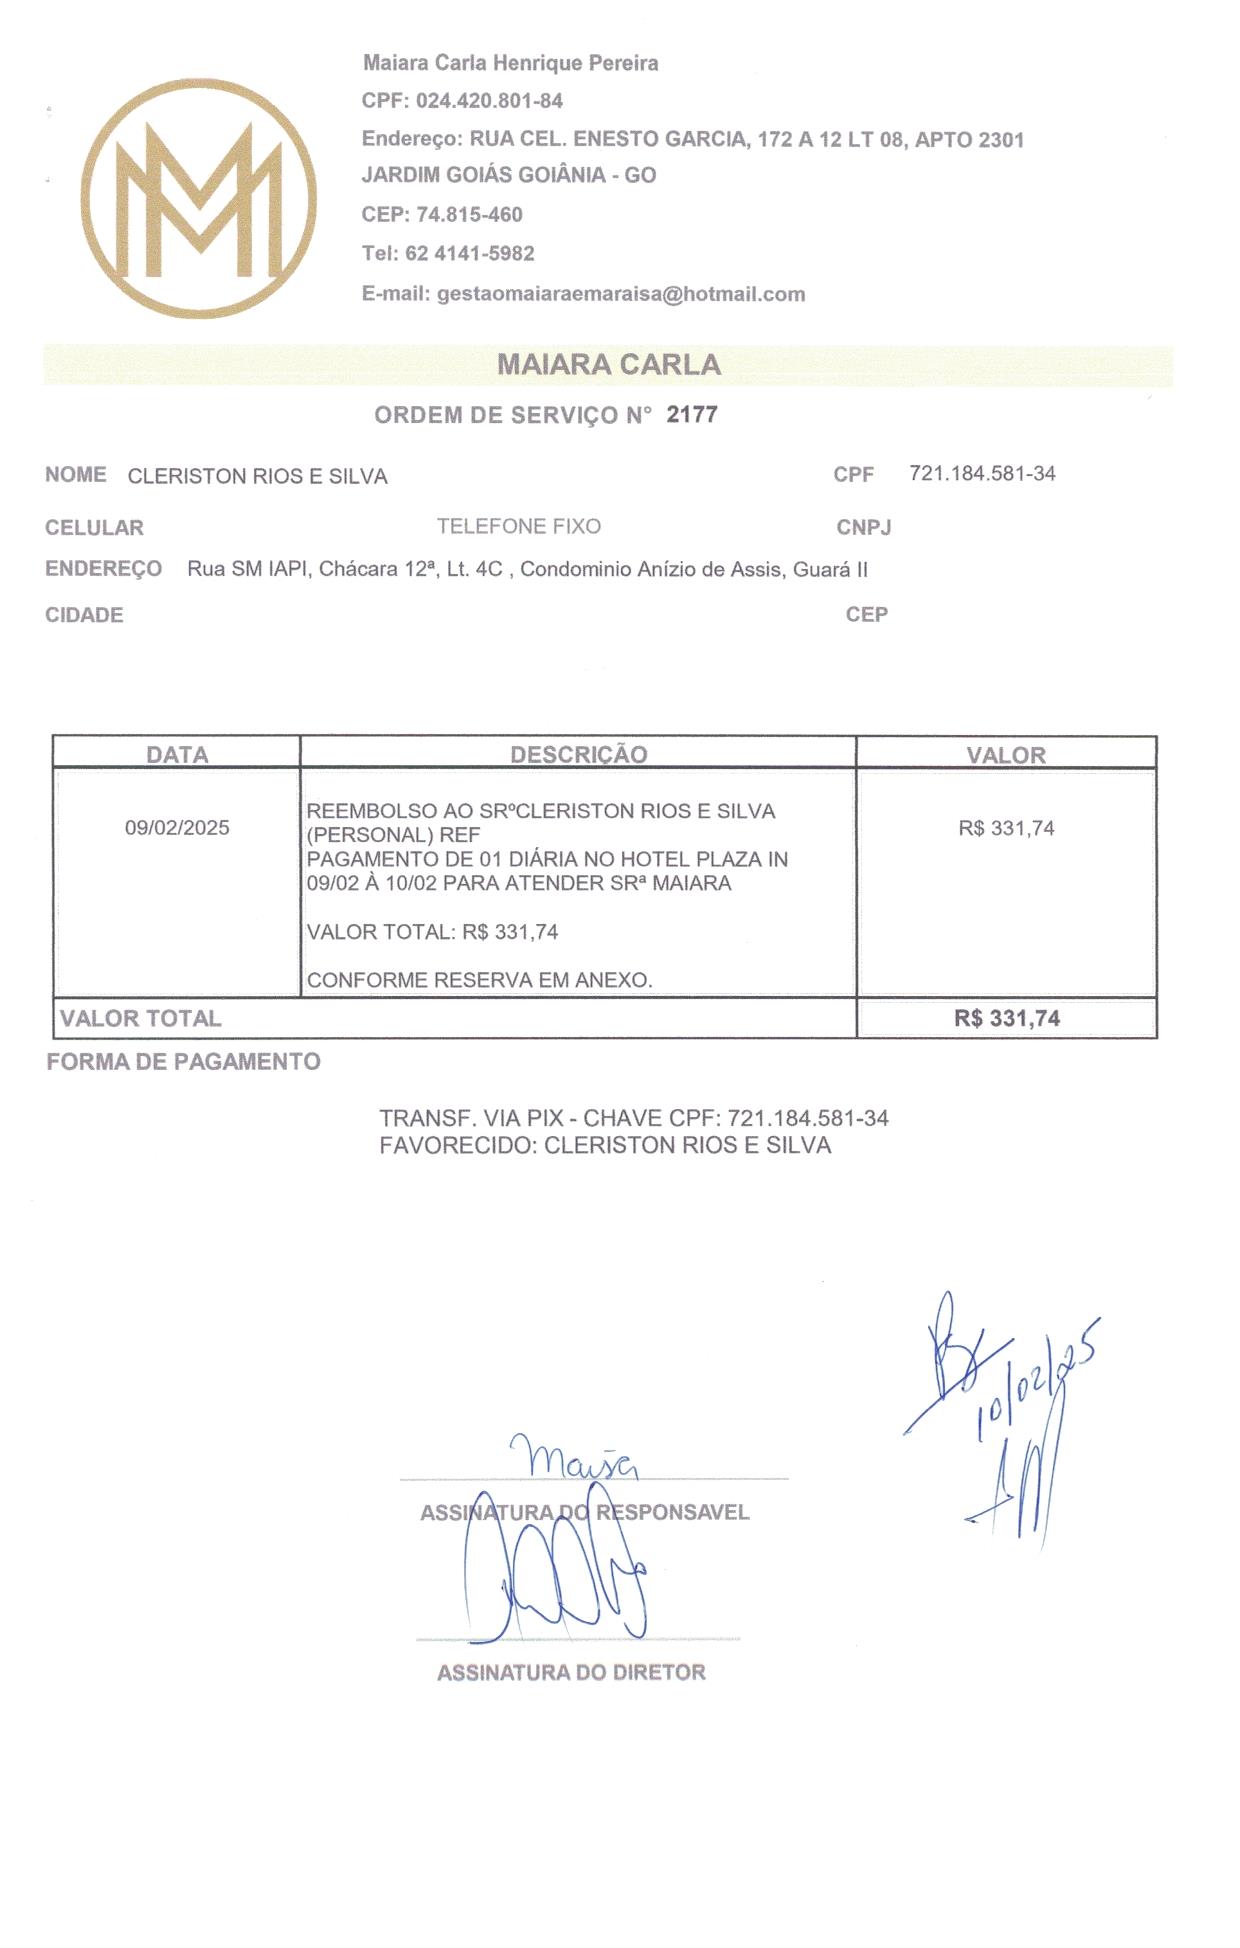 Maiara Carla Henrique Pereira
CPF: 024.420.801-84
Endereço: RUA CEL. ENESTO GARCIA, 172 A 12 LT 08, APTO 2301
JARDIM GOIÁS GOIÂNIA - GO
CEP: 74.815-460
Tel: 62 4141-5982
E-mail: gestaomaiaraemaraisa@hotmail.com
MAIARA CARLA
ORDEM DE SERVIÇO N° 2177
NOME CLERISTON RIOS E SILVA CPF 721.184.581-34
CELULAR TELEFONE FIXO CNPJ
ENDEREÇO Rua SM IAPI, Chácara 12ª, Lt. 4C , Condominio Anízio de Assis, Guará II
CIDADE CEP
DATA DESCRIÇÃO VALOR
REEMBOLSO AO SRºCLERISTON RIOS E SILVA
09/02/2025 (PERSONAL) REF R$ 331,74
PAGAMENTO DE 01 DIÁRIA NO HOTEL PLAZA IN
09/02 À 10/02 PARA ATENDER SRª MAIARA
VALOR TOTAL: R$ 331,74
CONFORME RESERVA EM ANEXO.
VALOR TOTAL R$ 331,74
FORMA DE PAGAMENTO
TRANSF. VIA PIX - CHAVE CPF: 721.184.581-34
FAVORECIDO: CLERISTON RIOS E SILVA
10/02/25
ASSINATURA DO RESPONSAVEL
ASSINATURA DO DIRETOR